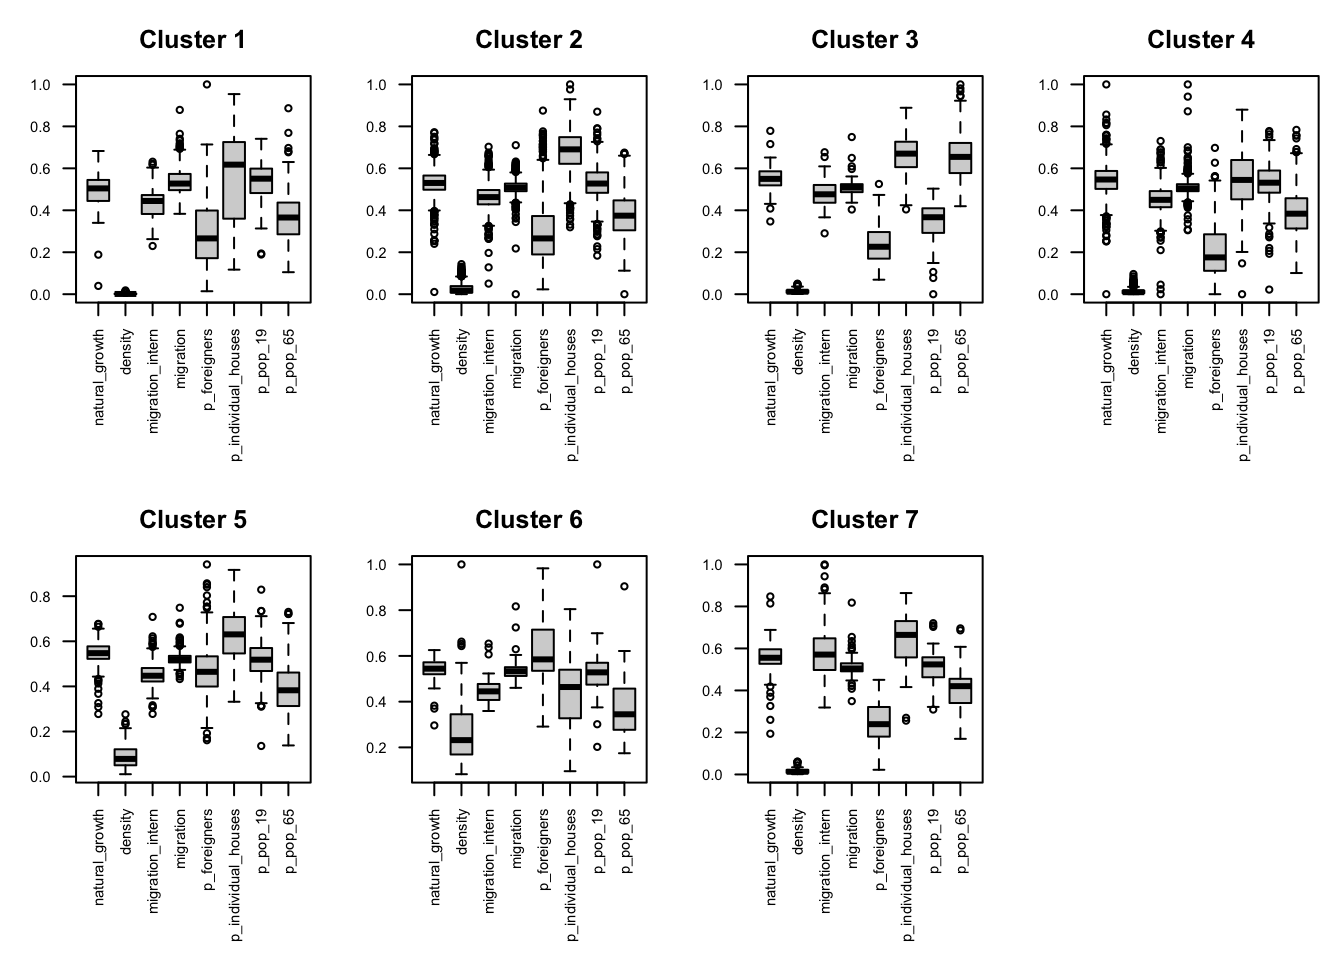 Cluster 1
1.0
0.8
0.6
0.4
0.2
0.0
natural_growth
density
migration_intern
migration
p_foreigners
p_individual_houses
p_pop_19
p_pop_65
Cluster 2
1.0
0.8
0.6
0.4
0.2
0.0
natural_growth
density
migration_intern
migration
p_foreigners
p_individual_houses
p_pop_19
p_pop_65
Cluster 3
1.0
0.8
0.6
0.4
0.2
0.0
natural_growth
density
migration_intern
migration
p_foreigners
p_individual_houses
p_pop_19
p_pop_65
Cluster 4
1.0
0.8
0.6
0.4
0.2
0.0
natural_growth
density
migration_intern
migration
p_foreigners
p_individual_houses
p_pop_19
p_pop_65
Cluster 5
0.8
0.6
0.4
0.2
0.0
natural_growth
density
migration_intern
migration
p_foreigners
p_individual_houses
p_pop_19
p_pop_65
Cluster 6
1.0
0.8
0.6
0.4
0.2
natural_growth
density
migration_intern
migration
p_foreigners
p_individual_houses
p_pop_19
p_pop_65
Cluster 7
1.0
0.8
0.6
0.4
0.2
0.0
natural_growth
density
migration_intern
migration
p_foreigners
p_individual_houses
p_pop_19
p_pop_65